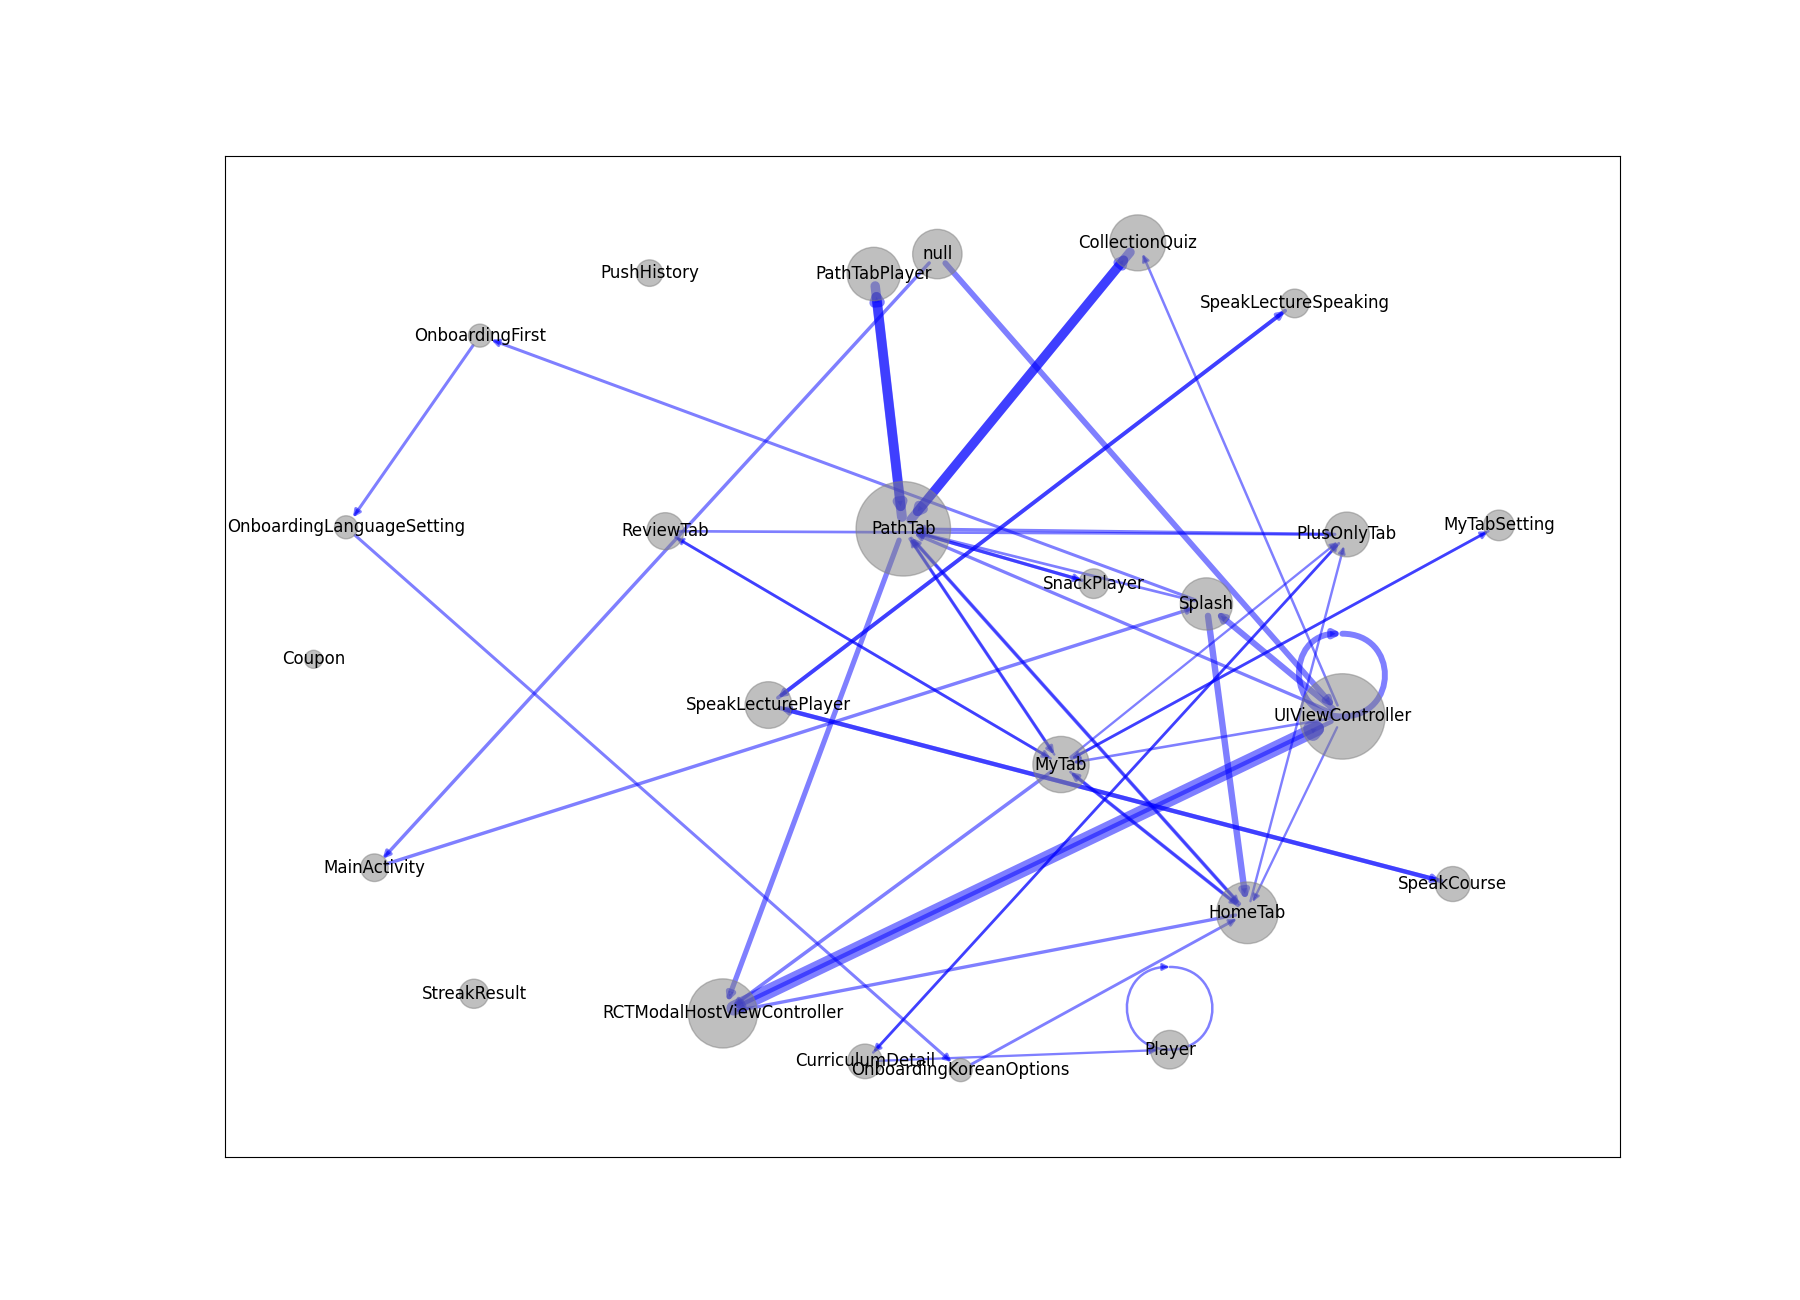 CollectionQuiz
null
PushHistory
PathTabPlayer
SpeakLectureSpeaking
OnboardingFirst
MyTabSetting
OnboardingLanguageSetting
PathTab
ReviewTab
PlusOnlyTab
SnackPlayer
Splash
Coupon
SpeakLecturePlayer
UIViewController
MyTab
MainActivity
SpeakCourse
HomeTab
StreakResult
RCTModalHostViewController
Player
CurriculumDetail
OnboardingKoreanOptions